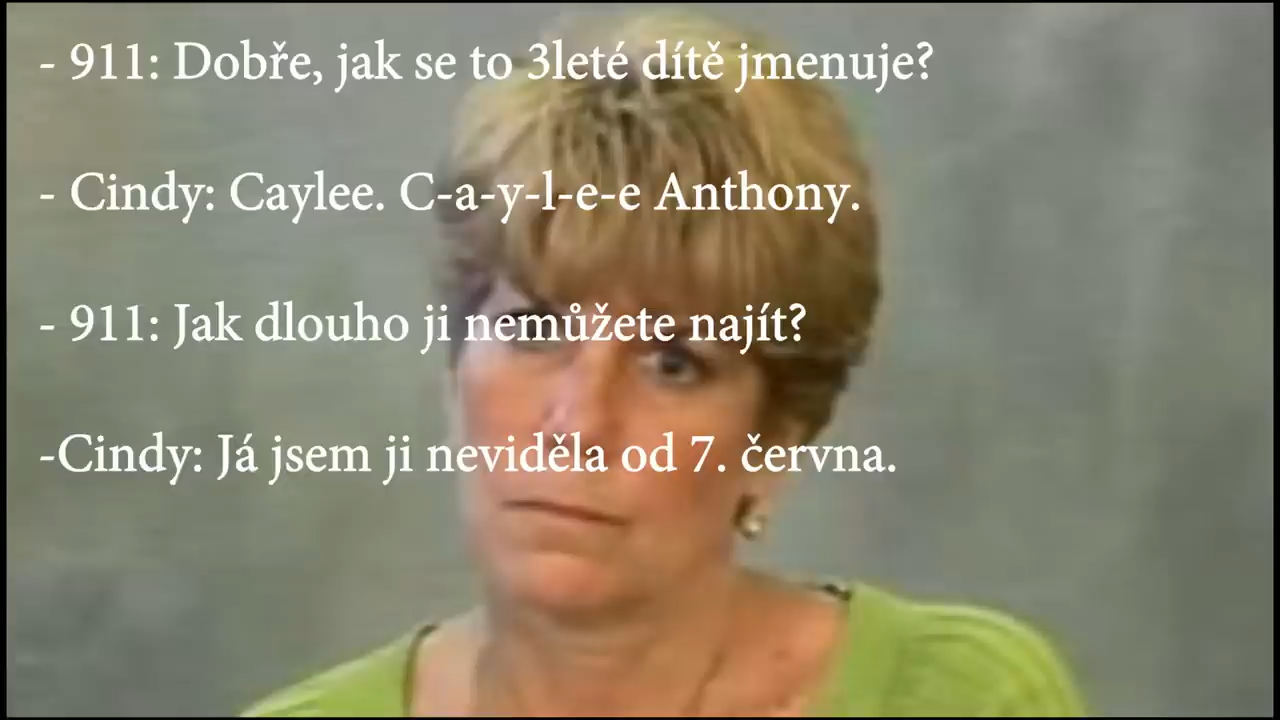 - 911: Dobře, jak se to 3leté dítě jmenuje?
- Cindy: Caylee. C-a-y-l-e-e Anthony.
- 911: Jak dlouho ji nemůžete najít?
-Cindy: Já jsem ji neviděla od 7. června.